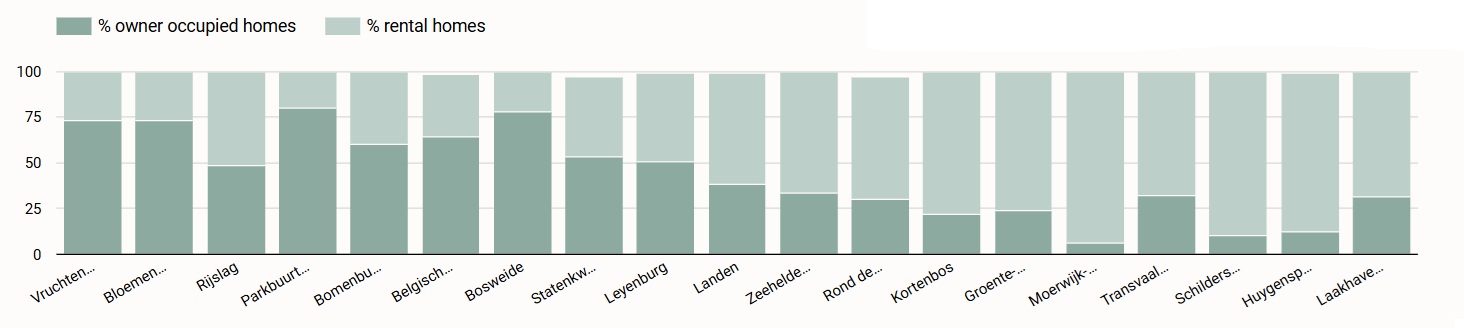 % owner occupied homes % rental homes
100
75
50
25
0
Vruchten... Bloemen... Rijslag Parkbuurt... Bomenbu... Belgisch... Bosweide Statenkw... Leyenburg Landen Zeehelde... Rond de... Kortenbos Groente-... Moerwijk-... Transvaal... Schilders... Huygensp... Laakhave...